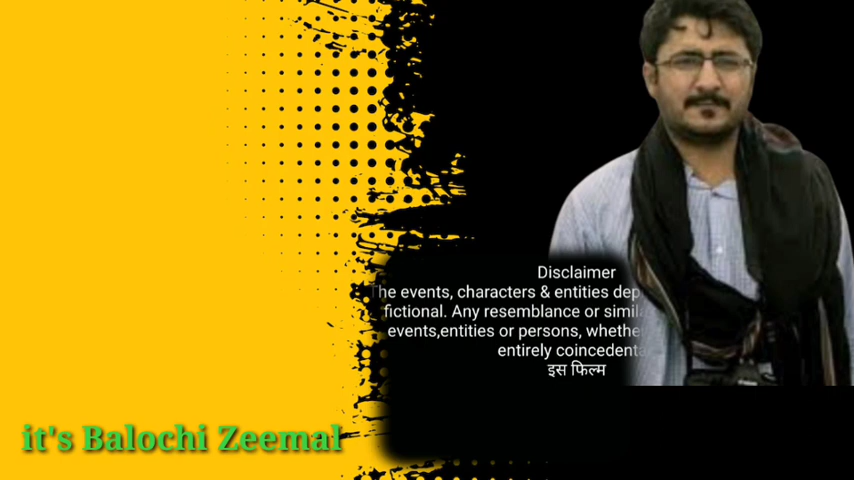 Disclaimer
The events, characters & entities dep
fictional. Any resemblance or simil
events,entities or persons, whethe
entirely coincedent
इस फिल्म
it's Balochi Zeemal